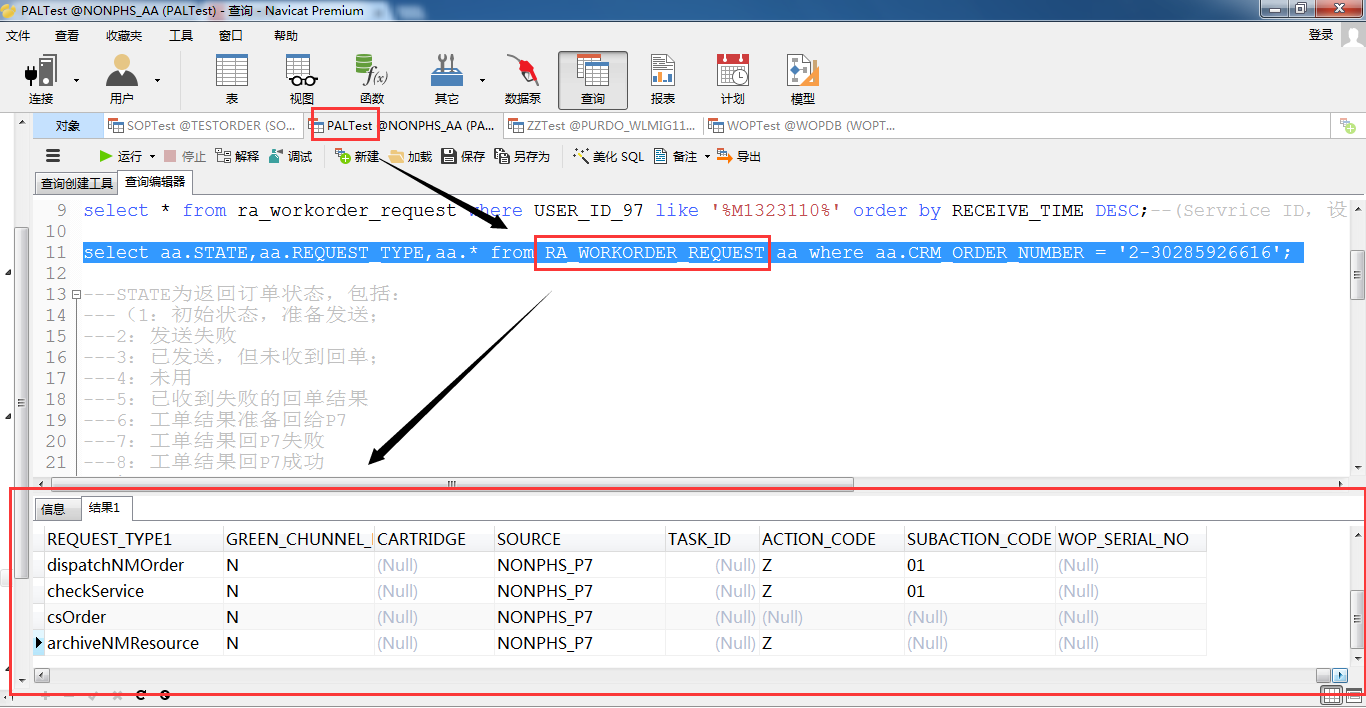 PALTest @NONPHS_AA (PALTest) - 查询 - Navicat Premium
文件 查看 收藏夹 工具 窗口 帮助 登录
连接 用户 表 视图 函数 其它 数据泵 查询 报表 计划 模型
对象 SOPTest @TESTORDER (SO... PALTest @NONPHS_AA (PA... ZZTest @PURDO_WLMIG11... WOPTest @WOPDB (WOPT...
运行 停止 解释 调试 新建 加载 保存 另存为 美化 SQL 备注 导出
查询创建工具 查询编辑器
9 select * from ra_workorder_request where USER_ID_97 like '%M1323110%' order by RECEIVE_TIME DESC;--(Servrice ID，设
10
11 select aa.STATE,aa.REQUEST_TYPE,aa.* from RA_WORKORDER_REQUEST aa where aa.CRM_ORDER_NUMBER = '2-30285926616';
12
13 ---STATE为返回订单状态，包括：
14 ---（1：初始状态，准备发送；
15 ---2：发送失败
16 ---3：已发送，但未收到回单；
17 ---4：未用
18 ---5：已收到失败的回单结果
19 ---6：工单结果准备回给P7
20 ---7：工单结果回P7失败
21 ---8：工单结果回P7成功
信息 结果1
REQUEST_TYPE1 GREEN_CHUNNEL_ CARTRIDGE SOURCE TASK_ID ACTION_CODE SUBACTION_CODE WOP_SERIAL_NO
dispatchNMOrder N (Null) NONPHS_P7 (Null) Z 01 (Null)
checkService N (Null) NONPHS_P7 (Null) Z 01 (Null)
csOrder N (Null) NONPHS_P7 (Null) (Null) (Null) (Null)
archiveNMResource N (Null) NONPHS_P7 (Null) Z (Null) (Null)